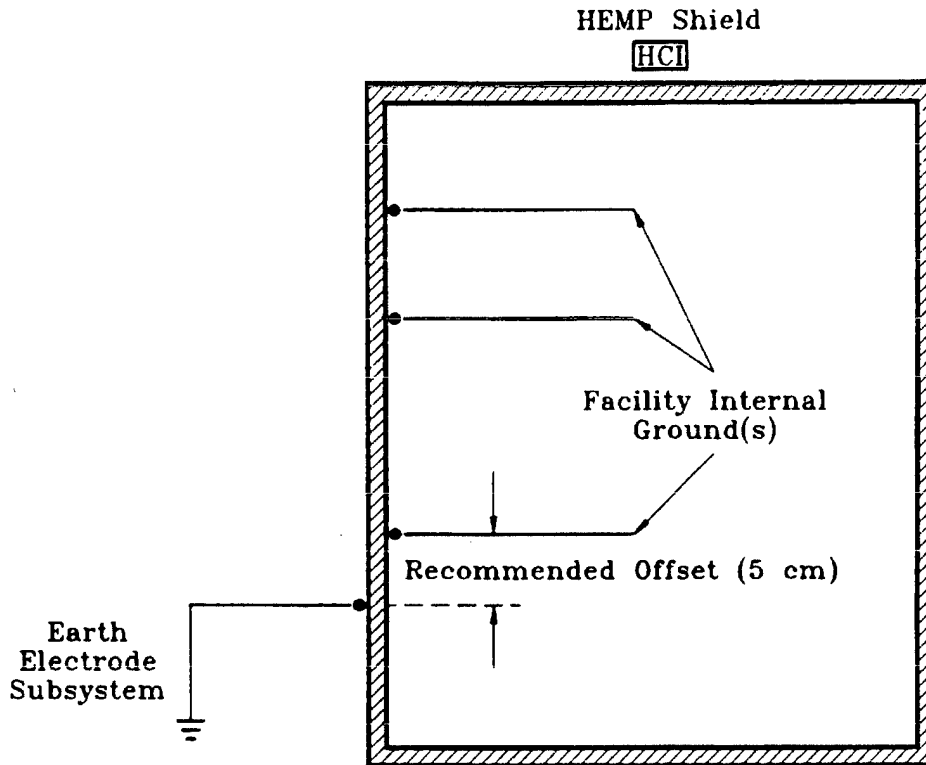 HEMP Shield
HCI
Facility Internal
Ground(s)
Recommended Offset (5 cm)
Earth
Electrode
Subsystem